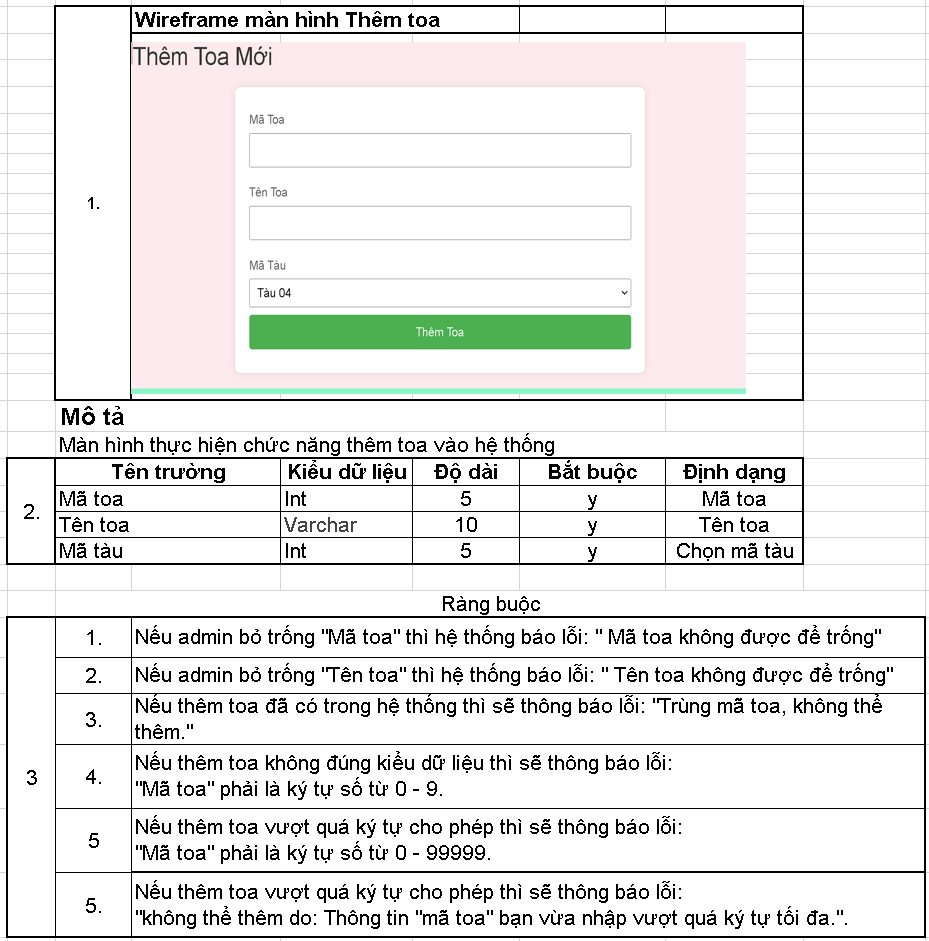 Wireframe màn hình Thêm toa
Thêm Toa Mới
Mã Toa
Tên Toa
1.
Mã Tàu
Tàu 04
Thêm Toa
Mô tả
Màn hình thực hiện chức năng thêm toa vào hệ thống
2.
Tên trường Kiểu dữ liệu Độ dài Bắt buộc Định dạng
Mã toa Int 5 y Mã toa
Tên toa Varchar 10 y Tên toa
Mã tàu Int 5 y Chọn mã tàu
Ràng buộc
3
1. Nếu admin bỏ trống "Mã toa" thì hệ thống báo lỗi: " Mã toa không được để trống"
2. Nếu admin bỏ trống "Tên toa" thì hệ thống báo lỗi: " Tên toa không được để trống"
3. Nếu thêm toa đã có trong hệ thống thì sẽ thông báo lỗi: "Trùng mã toa, không thể
thêm."
4. Nếu thêm toa không đúng kiểu dữ liệu thì sẽ thông báo lỗi:
"Mã toa" phải là ký tự số từ 0 - 9.
5 Nếu thêm toa vượt quá ký tự cho phép thì sẽ thông báo lỗi:
"Mã toa" phải là ký tự số từ 0 - 99999.
5. Nếu thêm toa vượt quá ký tự cho phép thì sẽ thông báo lỗi:
"không thể thêm do: Thông tin "mã toa" bạn vừa nhập vượt quá ký tự tối đa.".